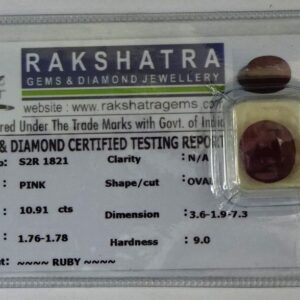 RAKSHATRA
GEMS & DIAMOND JEWELLERY
website : www.rakshatragems.com
ered Under The Trade Marks with Govt. of India
& DIAMOND CERTIFIED TESTING REPORT
: S2R 1821 Clarity : N/A
: PINK Shape/cut : OVAL
: 10.91 cts Dimension : 3.6-1.9-7.3
: 1.76-1.78 Hardness : 9.0
: ~~~~ RUBY ~~~~